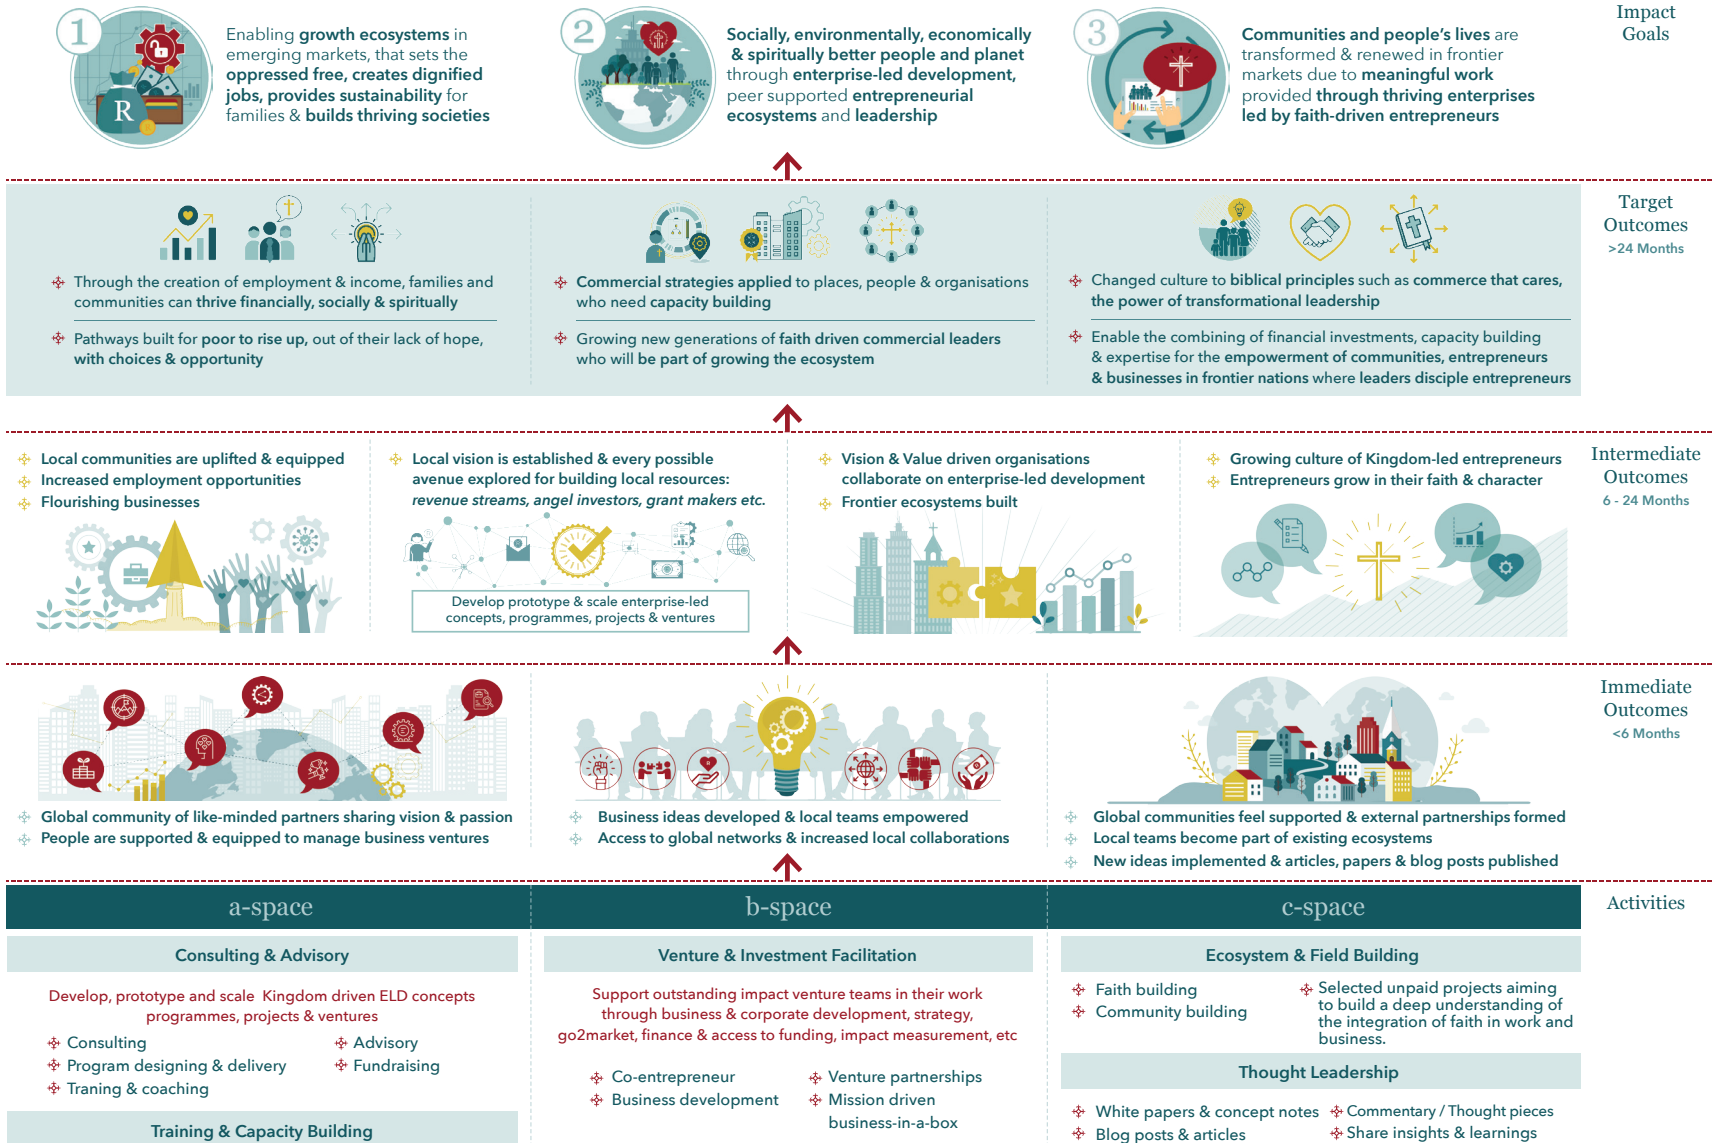 1
Enabling growth ecosystems in
emerging markets, that sets the
oppressed free, creates dignified
jobs, provides sustainability for
families & builds thriving societies
R
2
Socially, environmentally, economically
& spiritually better people and planet
through enterprise-led development,
peer supported entrepreneurial
ecosystems and leadership
3
Communities and people's lives are
transformed & renewed in frontier
markets due to meaningful work
provided through thriving enterprises
led by faith-driven entrepreneurs
Impact
Goals
Target
Outcomes
>24 Months
Through the creation of employment & income, families and
communities can thrive financially, socially & spiritually
Pathways built for poor to rise up, out of their lack of hope,
with choices & opportunity
Commercial strategies applied to places, people & organisations
who need capacity building
Growing new generations of faith driven commercial leaders
who will be part of growing the ecosystem
Changed culture to biblical principles such as commerce that cares,
the power of transformational leadership
Enable the combining of financial investments, capacity building
& expertise for the empowerment of communities, entrepreneurs
& businesses in frontier nations where leaders disciple entrepreneurs
Intermediate
Outcomes
6 - 24 Months
Local communities are uplifted & equipped
Increased employment opportunities
Flourishing businesses
Local vision is established & every possible
avenue explored for building local resources:
revenue streams, angel investors, grant makers etc.
Develop prototype & scale enterprise-led
concepts, programmes, projects & ventures
Vision & Value driven organisations
collaborate on enterprise-led development
Frontier ecosystems built
Growing culture of Kingdom-led entrepreneurs
Entrepreneurs grow in their faith & character
Immediate
Outcomes
<6 Months
Global community of like-minded partners sharing vision & passion
People are supported & equipped to manage business ventures
Business ideas developed & local teams empowered
Access to global networks & increased local collaborations
Global communities feel supported & external partnerships formed
Local teams become part of existing ecosystems
New ideas implemented & articles, papers & blog posts published
Activities
a-space
Consulting & Advisory
Develop, prototype and scale Kingdom driven ELD concepts
programmes, projects & ventures
Consulting
Program designing & delivery
Traning & coaching
Advisory
Fundraising
Training & Capacity Building
b-space
Venture & Investment Facilitation
Support outstanding impact venture teams in their work
through business & corporate development, strategy,
go2market, finance & access to funding, impact measurement, etc
Co-entrepreneur
Business development
Venture partnerships
Mission driven
business-in-a-box
c-space
Ecosystem & Field Building
Faith building
Community building
Selected unpaid projects aiming
to build a deep understanding of
the integration of faith in work and
business.
Thought Leadership
White papers & concept notes
Blog posts & articles
Commentary / Thought pieces
Share insights & learnings